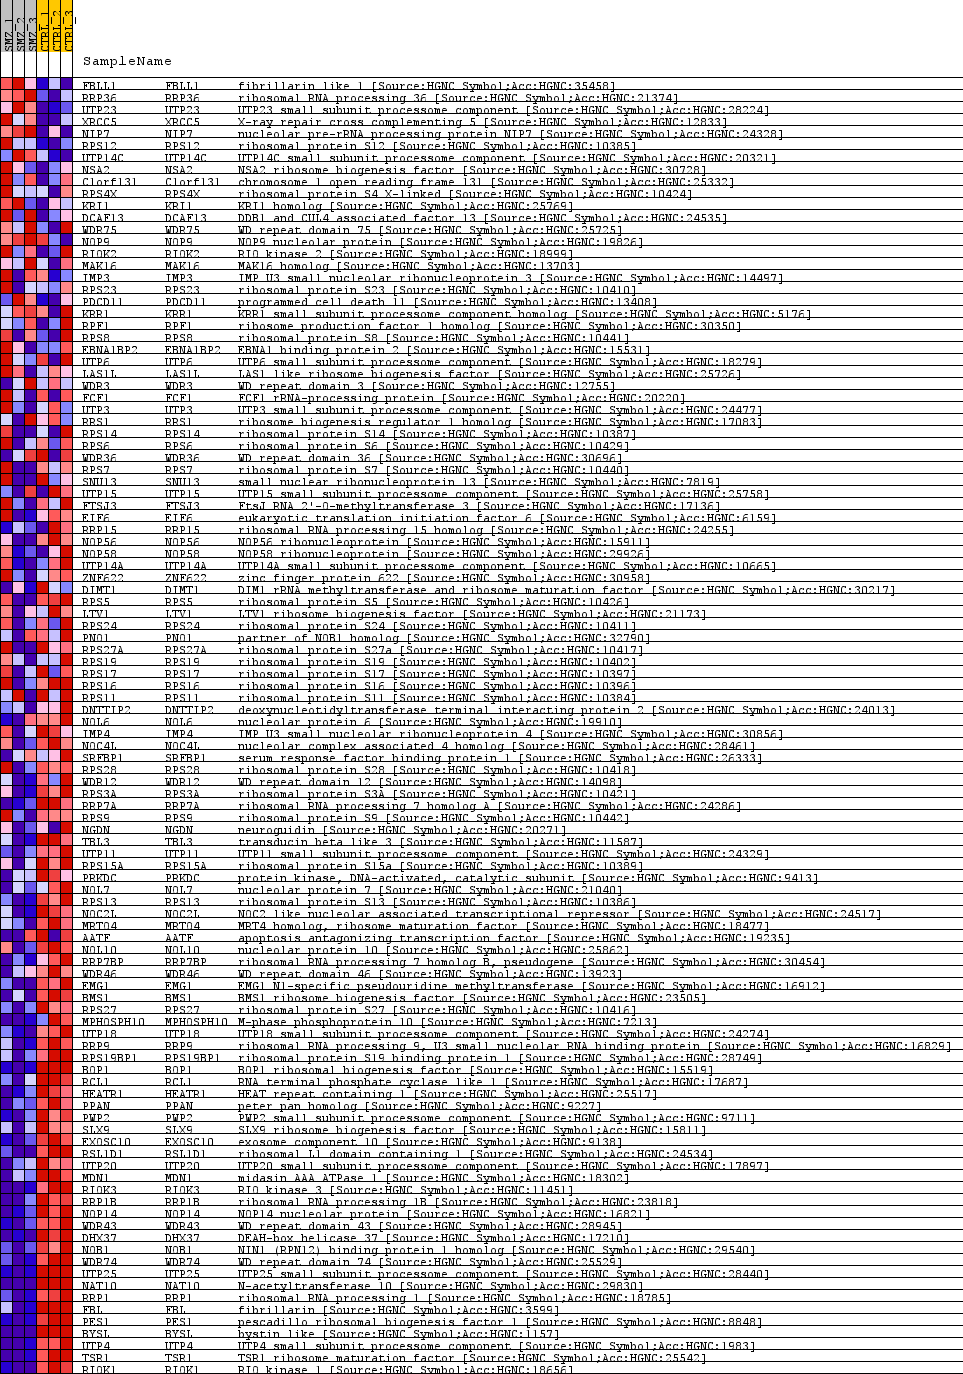 SMZ_1 SMZ_2 SMZ_3 CTRL_1 CTRL_2 CTRL_3
SampleName
FBLL1 FBLL1 fibrillarin like 1 [Source:HGNC Symbol;Acc:HGNC:35458]
RRP36 RRP36 ribosomal RNA processing 36 [Source:HGNC Symbol;Acc:HGNC:21374]
UTP23 UTP23 UTP23 small subunit processome component [Source:HGNC Symbol;Acc:HGNC:28224]
XRCC5 XRCC5 X-ray repair cross complementing 5 [Source:HGNC Symbol;Acc:HGNC:12833]
NIP7 NIP7 nucleolar pre-rRNA processing protein NIP7 [Source:HGNC Symbol;Acc:HGNC:24328]
RPS12 RPS12 ribosomal protein S12 [Source:HGNC Symbol;Acc:HGNC:10385]
UTP14C UTP14C UTP14C small subunit processome component [Source:HGNC Symbol;Acc:HGNC:20321]
NSA2 NSA2 NSA2 ribosome biogenesis factor [Source:HGNC Symbol;Acc:HGNC:30728]
C1orf131 C1orf131 chromosome 1 open reading frame 131 [Source:HGNC Symbol;Acc:HGNC:25332]
RPS4X RPS4X ribosomal protein S4 X-linked [Source:HGNC Symbol;Acc:HGNC:10424]
KRI1 KRI1 KRI1 homolog [Source:HGNC Symbol;Acc:HGNC:25769]
DCAF13 DCAF13 DDB1 and CUL4 associated factor 13 [Source:HGNC Symbol;Acc:HGNC:24535]
WDR75 WDR75 WD repeat domain 75 [Source:HGNC Symbol;Acc:HGNC:25725]
NOP9 NOP9 NOP9 nucleolar protein [Source:HGNC Symbol;Acc:HGNC:19826]
RIOK2 RIOK2 RIO kinase 2 [Source:HGNC Symbol;Acc:HGNC:18999]
MAK16 MAK16 MAK16 homolog [Source:HGNC Symbol;Acc:HGNC:13703]
IMP3 IMP3 IMP U3 small nucleolar ribonucleoprotein 3 [Source:HGNC Symbol;Acc:HGNC:14497]
RPS23 RPS23 ribosomal protein S23 [Source:HGNC Symbol;Acc:HGNC:10410]
PDCD11 PDCD11 programmed cell death 11 [Source:HGNC Symbol;Acc:HGNC:13408]
KRR1 KRR1 KRR1 small subunit processome component homolog [Source:HGNC Symbol;Acc:HGNC:5176]
RPF1 RPF1 ribosome production factor 1 homolog [Source:HGNC Symbol;Acc:HGNC:30350]
RPS8 RPS8 ribosomal protein S8 [Source:HGNC Symbol;Acc:HGNC:10441]
EBNA1BP2 EBNA1BP2 EBNA1 binding protein 2 [Source:HGNC Symbol;Acc:HGNC:15531]
UTP6 UTP6 UTP6 small subunit processome component [Source:HGNC Symbol;Acc:HGNC:18279]
LAS1L LAS1L LAS1 like ribosome biogenesis factor [Source:HGNC Symbol;Acc:HGNC:25726]
WDR3 WDR3 WD repeat domain 3 [Source:HGNC Symbol;Acc:HGNC:12755]
FCF1 FCF1 FCF1 rRNA-processing protein [Source:HGNC Symbol;Acc:HGNC:20220]
UTP3 UTP3 UTP3 small subunit processome component [Source:HGNC Symbol;Acc:HGNC:24477]
RRS1 RRS1 ribosome biogenesis regulator 1 homolog [Source:HGNC Symbol;Acc:HGNC:17083]
RPS14 RPS14 ribosomal protein S14 [Source:HGNC Symbol;Acc:HGNC:10387]
RPS6 RPS6 ribosomal protein S6 [Source:HGNC Symbol;Acc:HGNC:10429]
WDR36 WDR36 WD repeat domain 36 [Source:HGNC Symbol;Acc:HGNC:30696]
RPS7 RPS7 ribosomal protein S7 [Source:HGNC Symbol;Acc:HGNC:10440]
SNU13 SNU13 small nuclear ribonucleoprotein 13 [Source:HGNC Symbol;Acc:HGNC:7819]
UTP15 UTP15 UTP15 small subunit processome component [Source:HGNC Symbol;Acc:HGNC:25758]
FTSJ3 FTSJ3 FtsJ RNA 2'-O-methyltransferase 3 [Source:HGNC Symbol;Acc:HGNC:17136]
EIF6 EIF6 eukaryotic translation initiation factor 6 [Source:HGNC Symbol;Acc:HGNC:6159]
RRP15 RRP15 ribosomal RNA processing 15 homolog [Source:HGNC Symbol;Acc:HGNC:24255]
NOP56 NOP56 NOP56 ribonucleoprotein [Source:HGNC Symbol;Acc:HGNC:15911]
NOP58 NOP58 NOP58 ribonucleoprotein [Source:HGNC Symbol;Acc:HGNC:29926]
UTP14A UTP14A UTP14A small subunit processome component [Source:HGNC Symbol;Acc:HGNC:10665]
ZNF622 ZNF622 zinc finger protein 622 [Source:HGNC Symbol;Acc:HGNC:30958]
DIMT1 DIMT1 DIM1 rRNA methyltransferase and ribosome maturation factor [Source:HGNC Symbol;Acc:HGNC:30217]
RPS5 RPS5 ribosomal protein S5 [Source:HGNC Symbol;Acc:HGNC:10426]
LTV1 LTV1 LTV1 ribosome biogenesis factor [Source:HGNC Symbol;Acc:HGNC:21173]
RPS24 RPS24 ribosomal protein S24 [Source:HGNC Symbol;Acc:HGNC:10411]
PNO1 PNO1 partner of NOB1 homolog [Source:HGNC Symbol;Acc:HGNC:32790]
RPS27A RPS27A ribosomal protein S27a [Source:HGNC Symbol;Acc:HGNC:10417]
RPS19 RPS19 ribosomal protein S19 [Source:HGNC Symbol;Acc:HGNC:10402]
RPS17 RPS17 ribosomal protein S17 [Source:HGNC Symbol;Acc:HGNC:10397]
RPS16 RPS16 ribosomal protein S16 [Source:HGNC Symbol;Acc:HGNC:10396]
RPS11 RPS11 ribosomal protein S11 [Source:HGNC Symbol;Acc:HGNC:10384]
DNTTIP2 DNTTIP2 deoxynucleotidyltransferase terminal interacting protein 2 [Source:HGNC Symbol;Acc:HGNC:24013]
NOL6 NOL6 nucleolar protein 6 [Source:HGNC Symbol;Acc:HGNC:19910]
IMP4 IMP4 IMP U3 small nucleolar ribonucleoprotein 4 [Source:HGNC Symbol;Acc:HGNC:30856]
NOC4L NOC4L nucleolar complex associated 4 homolog [Source:HGNC Symbol;Acc:HGNC:28461]
SRFBP1 SRFBP1 serum response factor binding protein 1 [Source:HGNC Symbol;Acc:HGNC:26333]
RPS28 RPS28 ribosomal protein S28 [Source:HGNC Symbol;Acc:HGNC:10418]
WDR12 WDR12 WD repeat domain 12 [Source:HGNC Symbol;Acc:HGNC:14098]
RPS3A RPS3A ribosomal protein S3A [Source:HGNC Symbol;Acc:HGNC:10421]
RRP7A RRP7A ribosomal RNA processing 7 homolog A [Source:HGNC Symbol;Acc:HGNC:24286]
RPS9 RPS9 ribosomal protein S9 [Source:HGNC Symbol;Acc:HGNC:10442]
NGDN NGDN neuroguidin [Source:HGNC Symbol;Acc:HGNC:20271]
TBL3 TBL3 transducin beta like 3 [Source:HGNC Symbol;Acc:HGNC:11587]
UTP11 UTP11 UTP11 small subunit processome component [Source:HGNC Symbol;Acc:HGNC:24329]
RPS15A RPS15A ribosomal protein S15a [Source:HGNC Symbol;Acc:HGNC:10389]
PRKDC PRKDC protein kinase, DNA-activated, catalytic subunit [Source:HGNC Symbol;Acc:HGNC:9413]
NOL7 NOL7 nucleolar protein 7 [Source:HGNC Symbol;Acc:HGNC:21040]
RPS13 RPS13 ribosomal protein S13 [Source:HGNC Symbol;Acc:HGNC:10386]
NOC2L NOC2L NOC2 like nucleolar associated transcriptional repressor [Source:HGNC Symbol;Acc:HGNC:24517]
MRTO4 MRTO4 MRT4 homolog, ribosome maturation factor [Source:HGNC Symbol;Acc:HGNC:18477]
AATF AATF apoptosis antagonizing transcription factor [Source:HGNC Symbol;Acc:HGNC:19235]
NOL10 NOL10 nucleolar protein 10 [Source:HGNC Symbol;Acc:HGNC:25862]
RRP7BP RRP7BP ribosomal RNA processing 7 homolog B, pseudogene [Source:HGNC Symbol;Acc:HGNC:30454]
WDR46 WDR46 WD repeat domain 46 [Source:HGNC Symbol;Acc:HGNC:13923]
EMG1 EMG1 EMG1 N1-specific pseudouridine methyltransferase [Source:HGNC Symbol;Acc:HGNC:16912]
BMS1 BMS1 BMS1 ribosome biogenesis factor [Source:HGNC Symbol;Acc:HGNC:23505]
RPS27 RPS27 ribosomal protein S27 [Source:HGNC Symbol;Acc:HGNC:10416]
MPHOSPH10 MPHOSPH10 M-phase phosphoprotein 10 [Source:HGNC Symbol;Acc:HGNC:7213]
UTP18 UTP18 UTP18 small subunit processome component [Source:HGNC Symbol;Acc:HGNC:24274]
RRP9 RRP9 ribosomal RNA processing 9, U3 small nucleolar RNA binding protein [Source:HGNC Symbol;Acc:HGNC:16829]
RPS19BP1 RPS19BP1 ribosomal protein S19 binding protein 1 [Source:HGNC Symbol;Acc:HGNC:28749]
BOP1 BOP1 BOP1 ribosomal biogenesis factor [Source:HGNC Symbol;Acc:HGNC:15519]
RCL1 RCL1 RNA terminal phosphate cyclase like 1 [Source:HGNC Symbol;Acc:HGNC:17687]
HEATR1 HEATR1 HEAT repeat containing 1 [Source:HGNC Symbol;Acc:HGNC:25517]
PPAN PPAN peter pan homolog [Source:HGNC Symbol;Acc:HGNC:9227]
PWP2 PWP2 PWP2 small subunit processome component [Source:HGNC Symbol;Acc:HGNC:9711]
SLX9 SLX9 SLX9 ribosome biogenesis factor [Source:HGNC Symbol;Acc:HGNC:15811]
EXOSC10 EXOSC10 exosome component 10 [Source:HGNC Symbol;Acc:HGNC:9138]
RSL1D1 RSL1D1 ribosomal L1 domain containing 1 [Source:HGNC Symbol;Acc:HGNC:24534]
UTP20 UTP20 UTP20 small subunit processome component [Source:HGNC Symbol;Acc:HGNC:17897]
MDN1 MDN1 midasin AAA ATPase 1 [Source:HGNC Symbol;Acc:HGNC:18302]
RIOK3 RIOK3 RIO kinase 3 [Source:HGNC Symbol;Acc:HGNC:11451]
RRP1B RRP1B ribosomal RNA processing 1B [Source:HGNC Symbol;Acc:HGNC:23818]
NOP14 NOP14 NOP14 nucleolar protein [Source:HGNC Symbol;Acc:HGNC:16821]
WDR43 WDR43 WD repeat domain 43 [Source:HGNC Symbol;Acc:HGNC:28945]
DHX37 DHX37 DEAH-box helicase 37 [Source:HGNC Symbol;Acc:HGNC:17210]
NOB1 NOB1 NIN1 (RPN12) binding protein 1 homolog [Source:HGNC Symbol;Acc:HGNC:29540]
WDR74 WDR74 WD repeat domain 74 [Source:HGNC Symbol;Acc:HGNC:25529]
UTP25 UTP25 UTP25 small subunit processome component [Source:HGNC Symbol;Acc:HGNC:28440]
NAT10 NAT10 N-acetyltransferase 10 [Source:HGNC Symbol;Acc:HGNC:29830]
RRP1 RRP1 ribosomal RNA processing 1 [Source:HGNC Symbol;Acc:HGNC:18785]
FBL FBL fibrillarin [Source:HGNC Symbol;Acc:HGNC:3599]
PES1 PES1 pescadillo ribosomal biogenesis factor 1 [Source:HGNC Symbol;Acc:HGNC:8848]
BYSL BYSL bystin like [Source:HGNC Symbol;Acc:HGNC:1157]
UTP4 UTP4 UTP4 small subunit processome component [Source:HGNC Symbol;Acc:HGNC:1983]
TSR1 TSR1 TSR1 ribosome maturation factor [Source:HGNC Symbol;Acc:HGNC:25542]
RIOK1 RIOK1 RIO kinase 1 [Source:HGNC Symbol;Acc:HGNC:18656]